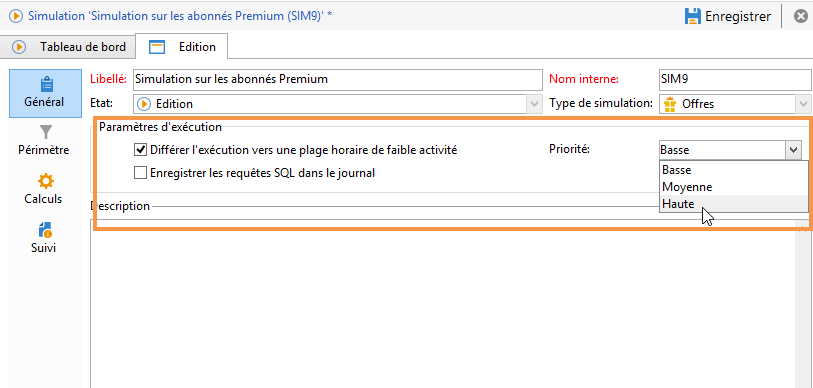 Simulation 'Simulation sur les abonnés Premium (SIM9)' *
Enregistrer
Tableau de bord
Edition
Général
Périmètre
Calculs
Suivi
Libellé: Simulation sur les abonnés Premium
Nom interne: SIM9
Etat: Edition
Type de simulation: Offres
Paramètres d'exécution
Différer l'exécution vers une plage horaire de faible activité
Priorité: Basse
Enregistrer les requêtes SQL dans le journal
Basse
Moyenne
Haute
Description